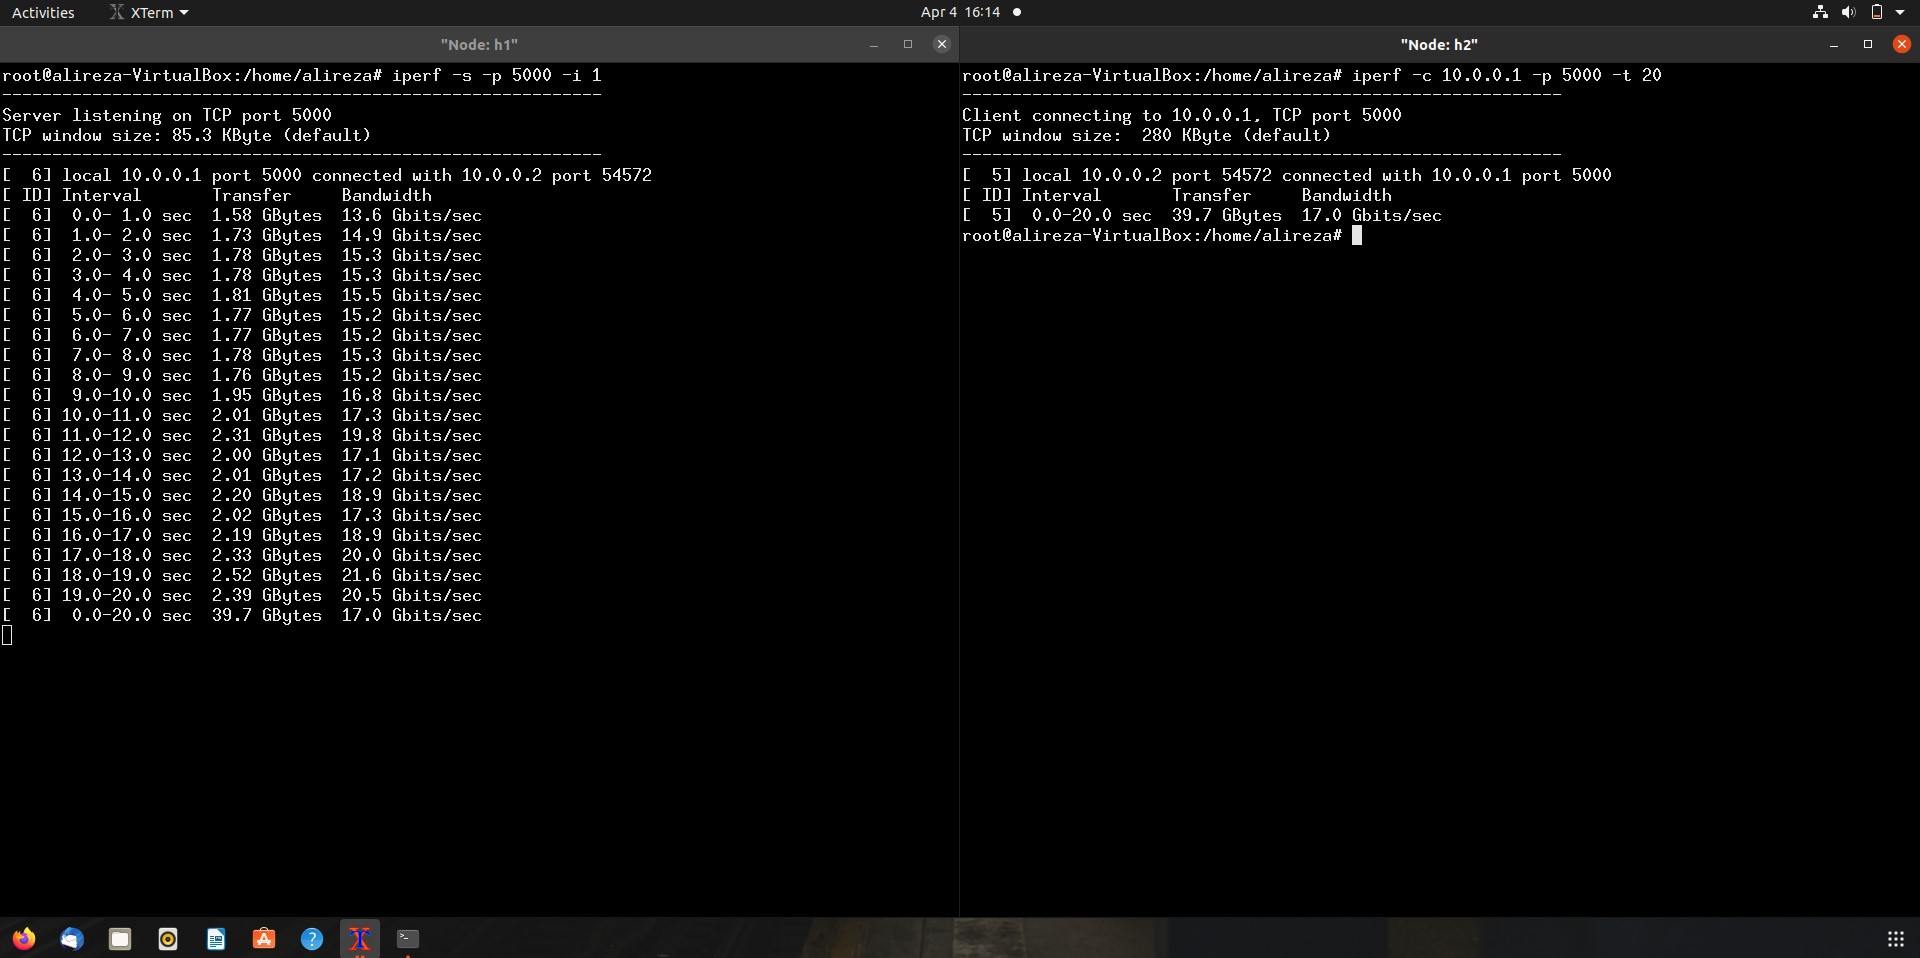 Activities XTerm Apr 4 16:14
"Node: h1"
root@alireza-VirtualBox:/home/alireza# iperf -s -p 5000 -i 1
------------------------------------------------------------
Server listening on TCP port 5000
TCP window size: 85.3 KByte (default)
------------------------------------------------------------
[  6] local 10.0.0.1 port 5000 connected with 10.0.0.2 port 54572
[ ID] Interval       Transfer     Bandwidth
[  6]  0.0- 1.0 sec  1.58 GBytes  13.6 Gbits/sec
[  6]  1.0- 2.0 sec  1.73 GBytes  14.9 Gbits/sec
[  6]  2.0- 3.0 sec  1.78 GBytes  15.3 Gbits/sec
[  6]  3.0- 4.0 sec  1.78 GBytes  15.3 Gbits/sec
[  6]  4.0- 5.0 sec  1.81 GBytes  15.5 Gbits/sec
[  6]  5.0- 6.0 sec  1.77 GBytes  15.2 Gbits/sec
[  6]  6.0- 7.0 sec  1.77 GBytes  15.2 Gbits/sec
[  6]  7.0- 8.0 sec  1.78 GBytes  15.3 Gbits/sec
[  6]  8.0- 9.0 sec  1.76 GBytes  15.2 Gbits/sec
[  6]  9.0-10.0 sec  1.95 GBytes  16.8 Gbits/sec
[  6] 10.0-11.0 sec  2.01 GBytes  17.3 Gbits/sec
[  6] 11.0-12.0 sec  2.31 GBytes  19.8 Gbits/sec
[  6] 12.0-13.0 sec  2.00 GBytes  17.1 Gbits/sec
[  6] 13.0-14.0 sec  2.01 GBytes  17.2 Gbits/sec
[  6] 14.0-15.0 sec  2.20 GBytes  18.9 Gbits/sec
[  6] 15.0-16.0 sec  2.02 GBytes  17.3 Gbits/sec
[  6] 16.0-17.0 sec  2.19 GBytes  18.9 Gbits/sec
[  6] 17.0-18.0 sec  2.33 GBytes  20.0 Gbits/sec
[  6] 18.0-19.0 sec  2.52 GBytes  21.6 Gbits/sec
[  6] 19.0-20.0 sec  2.39 GBytes  20.5 Gbits/sec
[  6]  0.0-20.0 sec  39.7 GBytes  17.0 Gbits/sec
"Node: h2"
root@alireza-VirtualBox:/home/alireza# iperf -c 10.0.0.1 -p 5000 -t 20
------------------------------------------------------------
Client connecting to 10.0.0.1, TCP port 5000
TCP window size:  280 KByte (default)
------------------------------------------------------------
[  5] local 10.0.0.2 port 54572 connected with 10.0.0.1 port 5000
[ ID] Interval       Transfer     Bandwidth
[  5]  0.0-20.0 sec  39.7 GBytes  17.0 Gbits/sec
root@alireza-VirtualBox:/home/alireza#